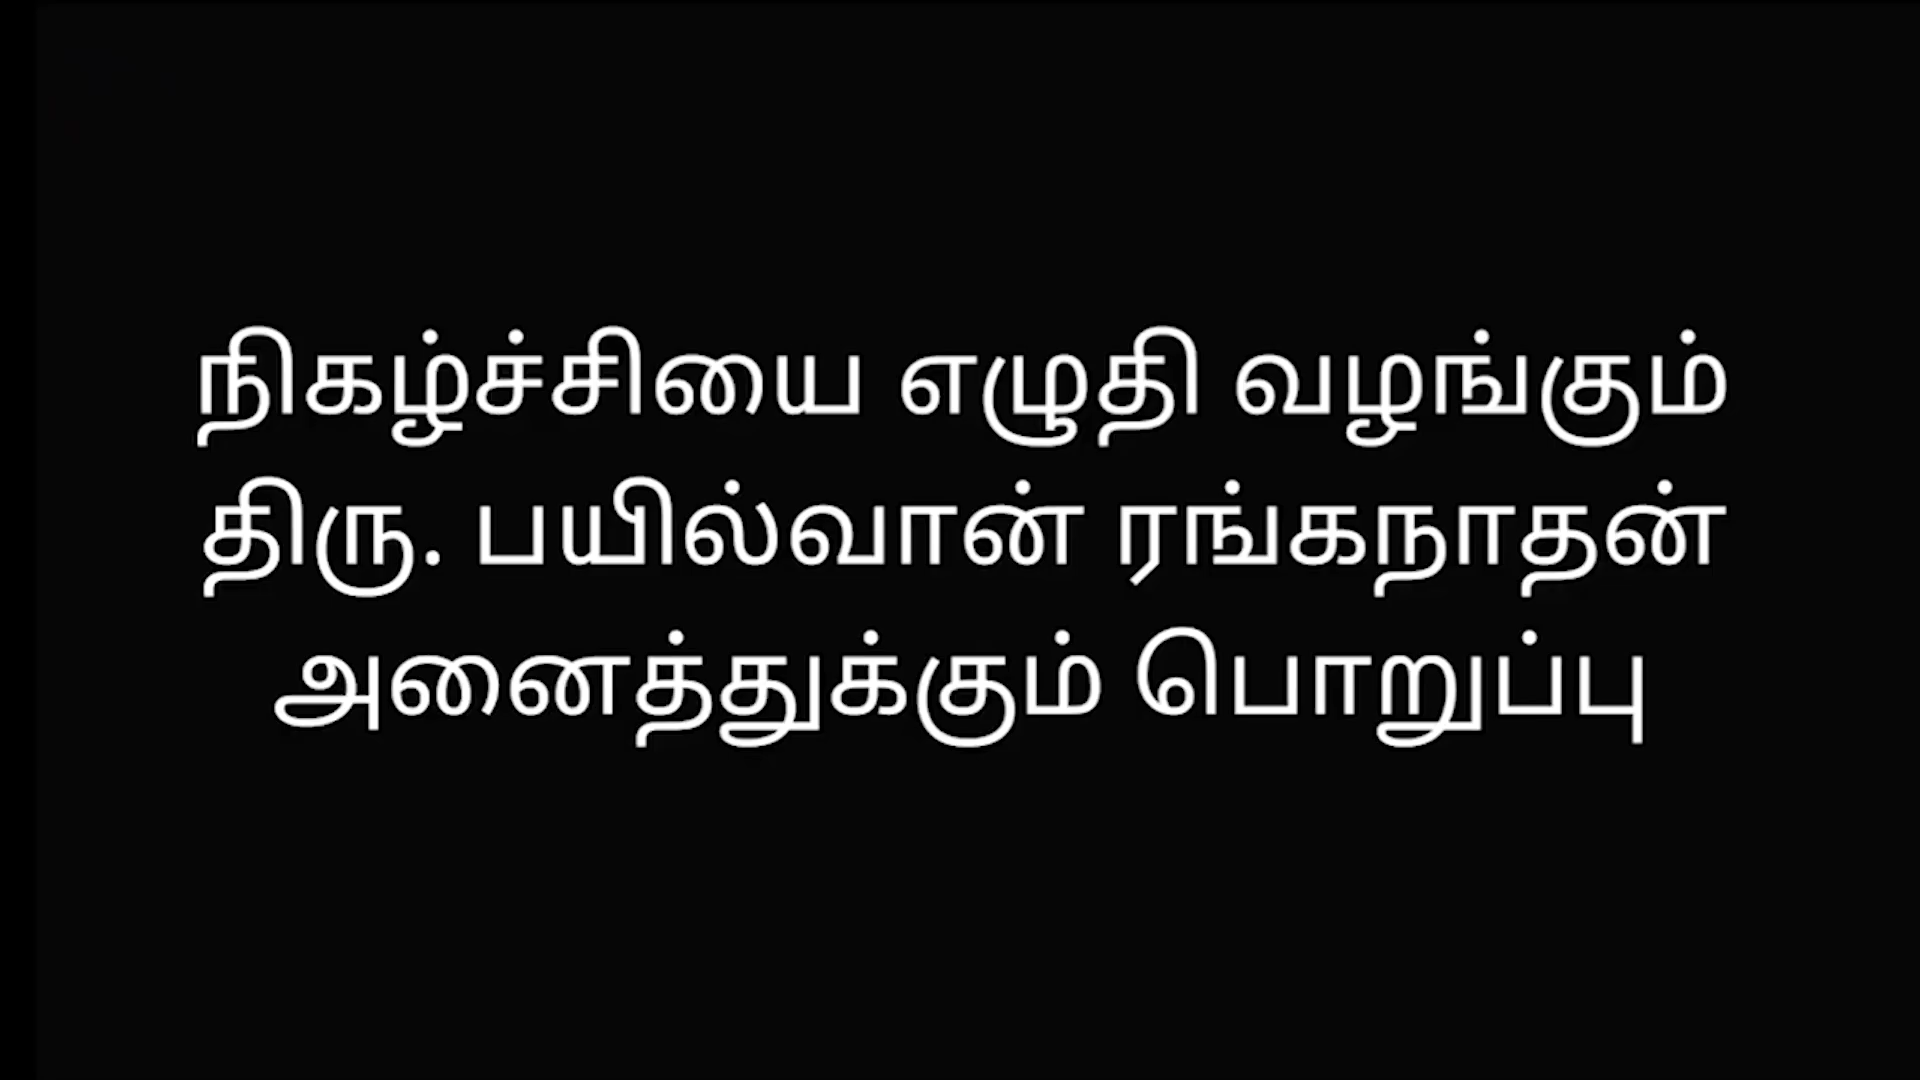 நிகழ்ச்சியை எழுதி வழங்கும்
திரு. பயில்வான் ரங்கநாதன்
அனைத்துக்கும் பொறுப்பு